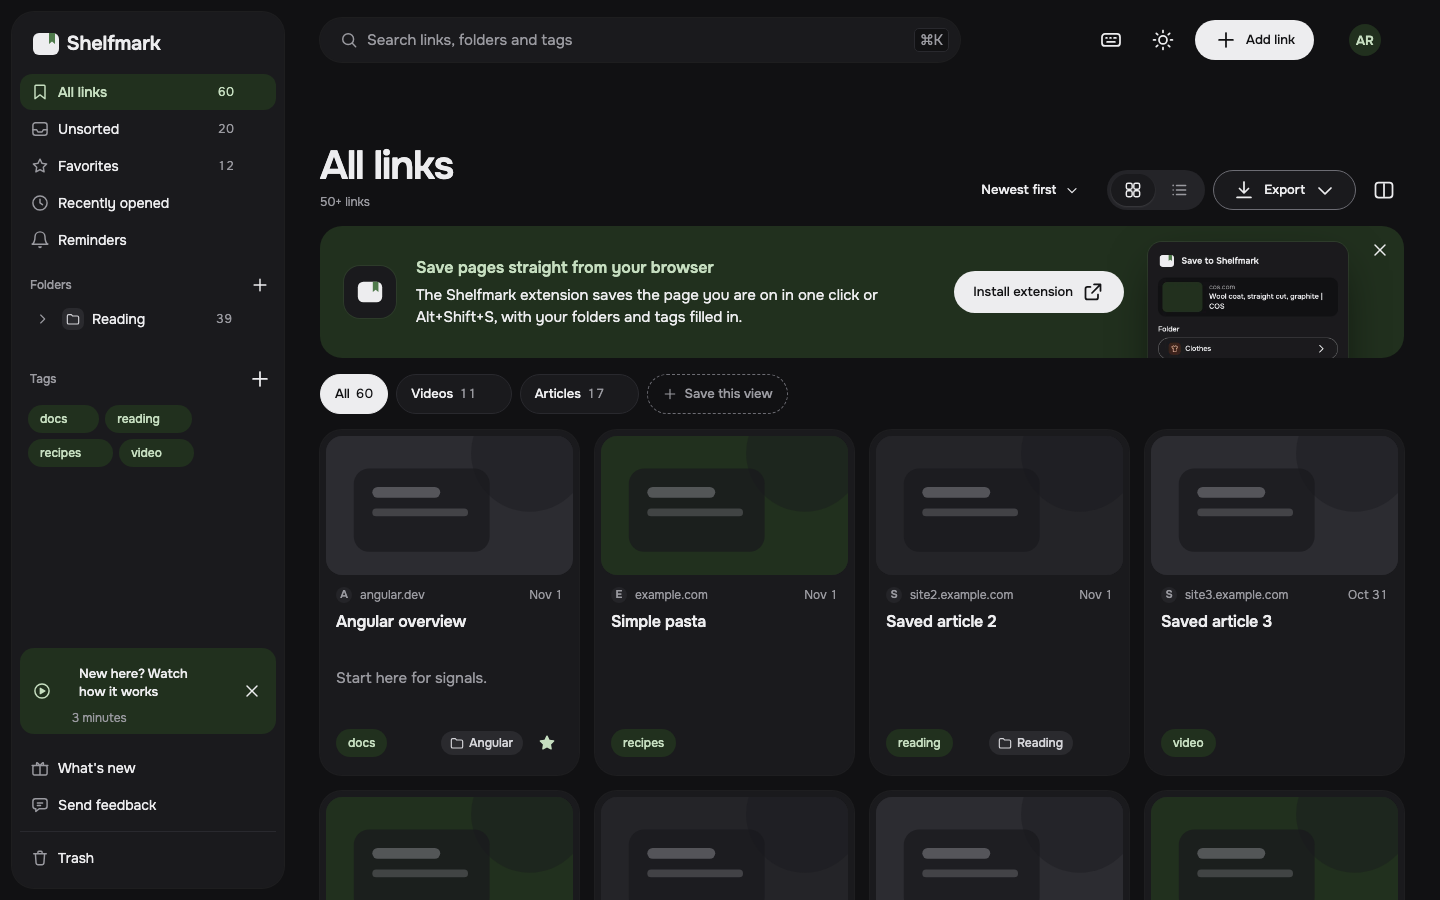 Shelfmark
All links 60
Unsorted 20
Favorites 12
Recently opened
Reminders
Folders
Reading 39
Tags
docs reading
recipes video
New here? Watch
how it works
3 minutes
What's new
Send feedback
Trash
Search links, folders and tags ⌘K
Add link
AR
All links
50+ links
Newest first
Export
Save pages straight from your browser
The Shelfmark extension saves the page you are on in one click or
Alt+Shift+S, with your folders and tags filled in.
Install extension
Save to Shelfmark
cos.com
Wool coat, straight cut, graphite |
COS
Folder
Clothes
All 60
Videos 11
Articles 17
Save this view
A angular.dev Nov 1
Angular overview
Start here for signals.
docs Angular
E example.com Nov 1
Simple pasta
recipes
S site2.example.com Nov 1
Saved article 2
reading Reading
S site3.example.com Oct 31
Saved article 3
video